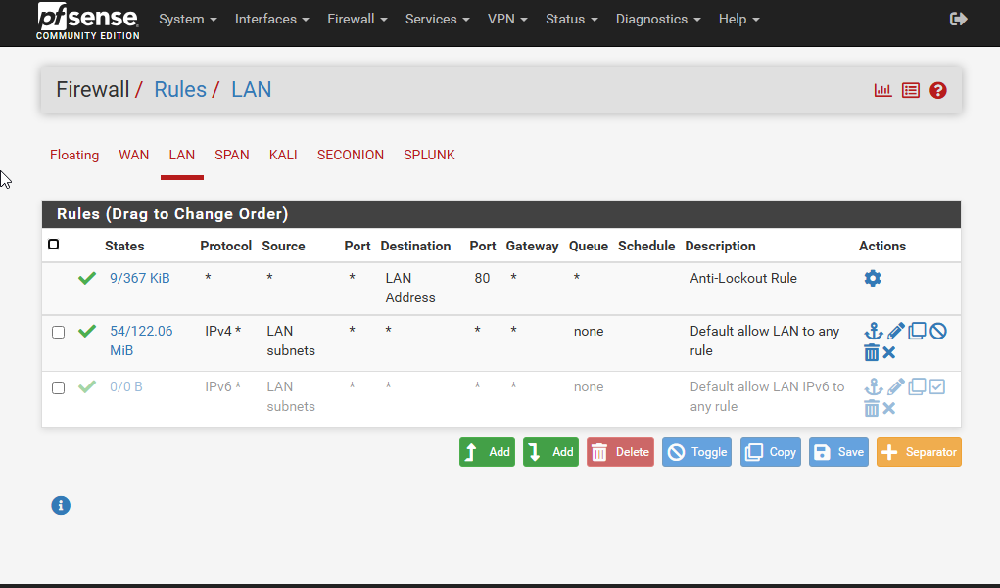 pfsense
COMMUNITY EDITION
System Interfaces Firewall Services VPN Status Diagnostics Help
Firewall / Rules / LAN
Floating WAN LAN SPAN KALI SECONION SPLUNK
Rules (Drag to Change Order)
States Protocol Source Port Destination Port Gateway Queue Schedule Description Actions
9/367 KiB * * * LAN 80 * * Anti-Lockout Rule
Address
54/122.06 IPv4 * LAN * * * * none Default allow LAN to any
MiB subnets rule
0/0 B IPv6 * LAN * * * * none Default allow LAN IPv6 to
subnets any rule
Add Add Delete Toggle Copy Save Separator